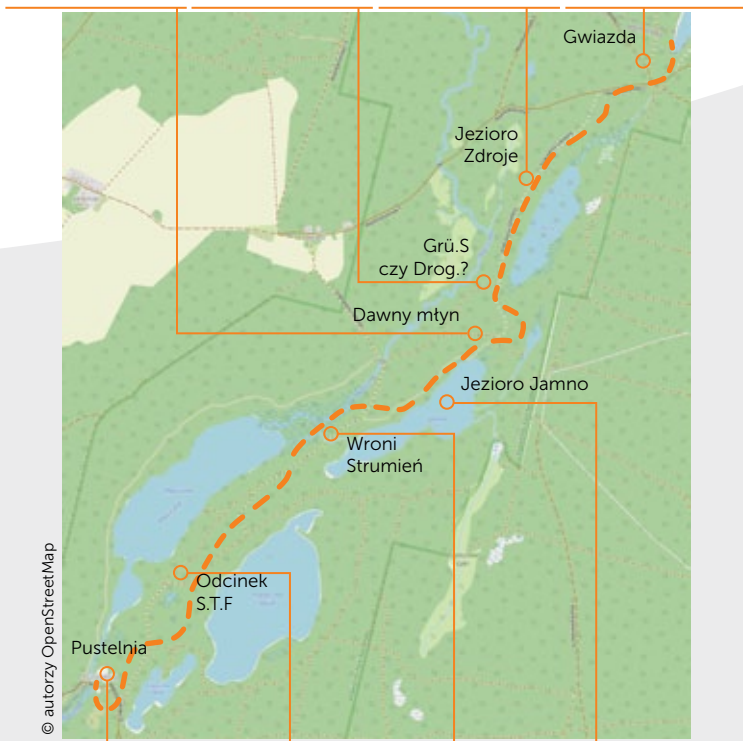 Gwiazda
Jezioro
Zdroje
Grü.S
czy Drog.?
Dawny młyn
Jezioro Jamno
Wroni
Strumień
Odcinek
S.T.F
Pustelnia
© autorzy OpenStreetMap